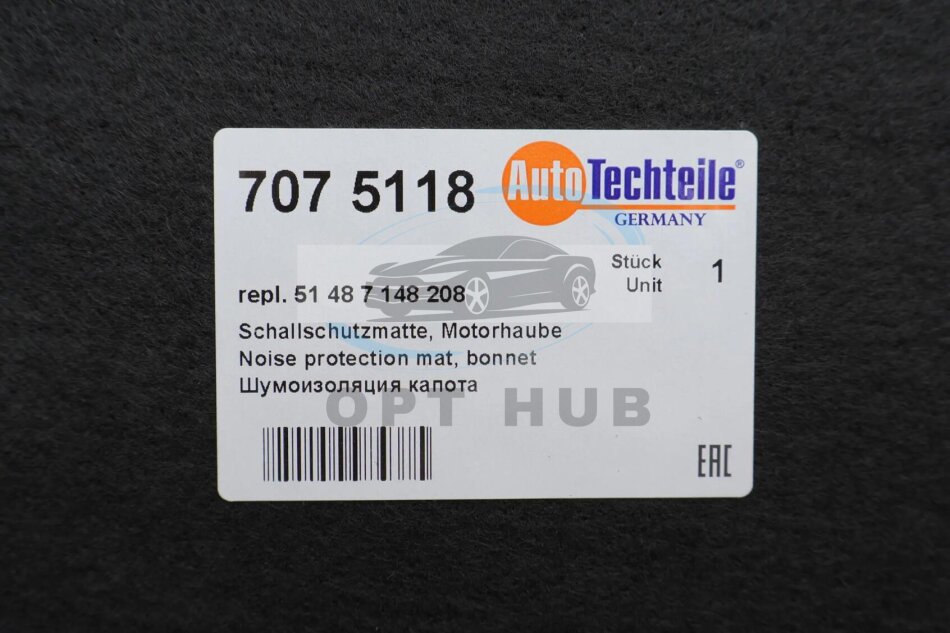 707 5118
AutoTechteile®
GERMANY
Stück 1
Unit
repl. 51 48 7 148 208
Schallschutzmatte, Motorhaube
Noise protection mat, bonnet
Шумоизоляция капота
OPT HUB
EAC